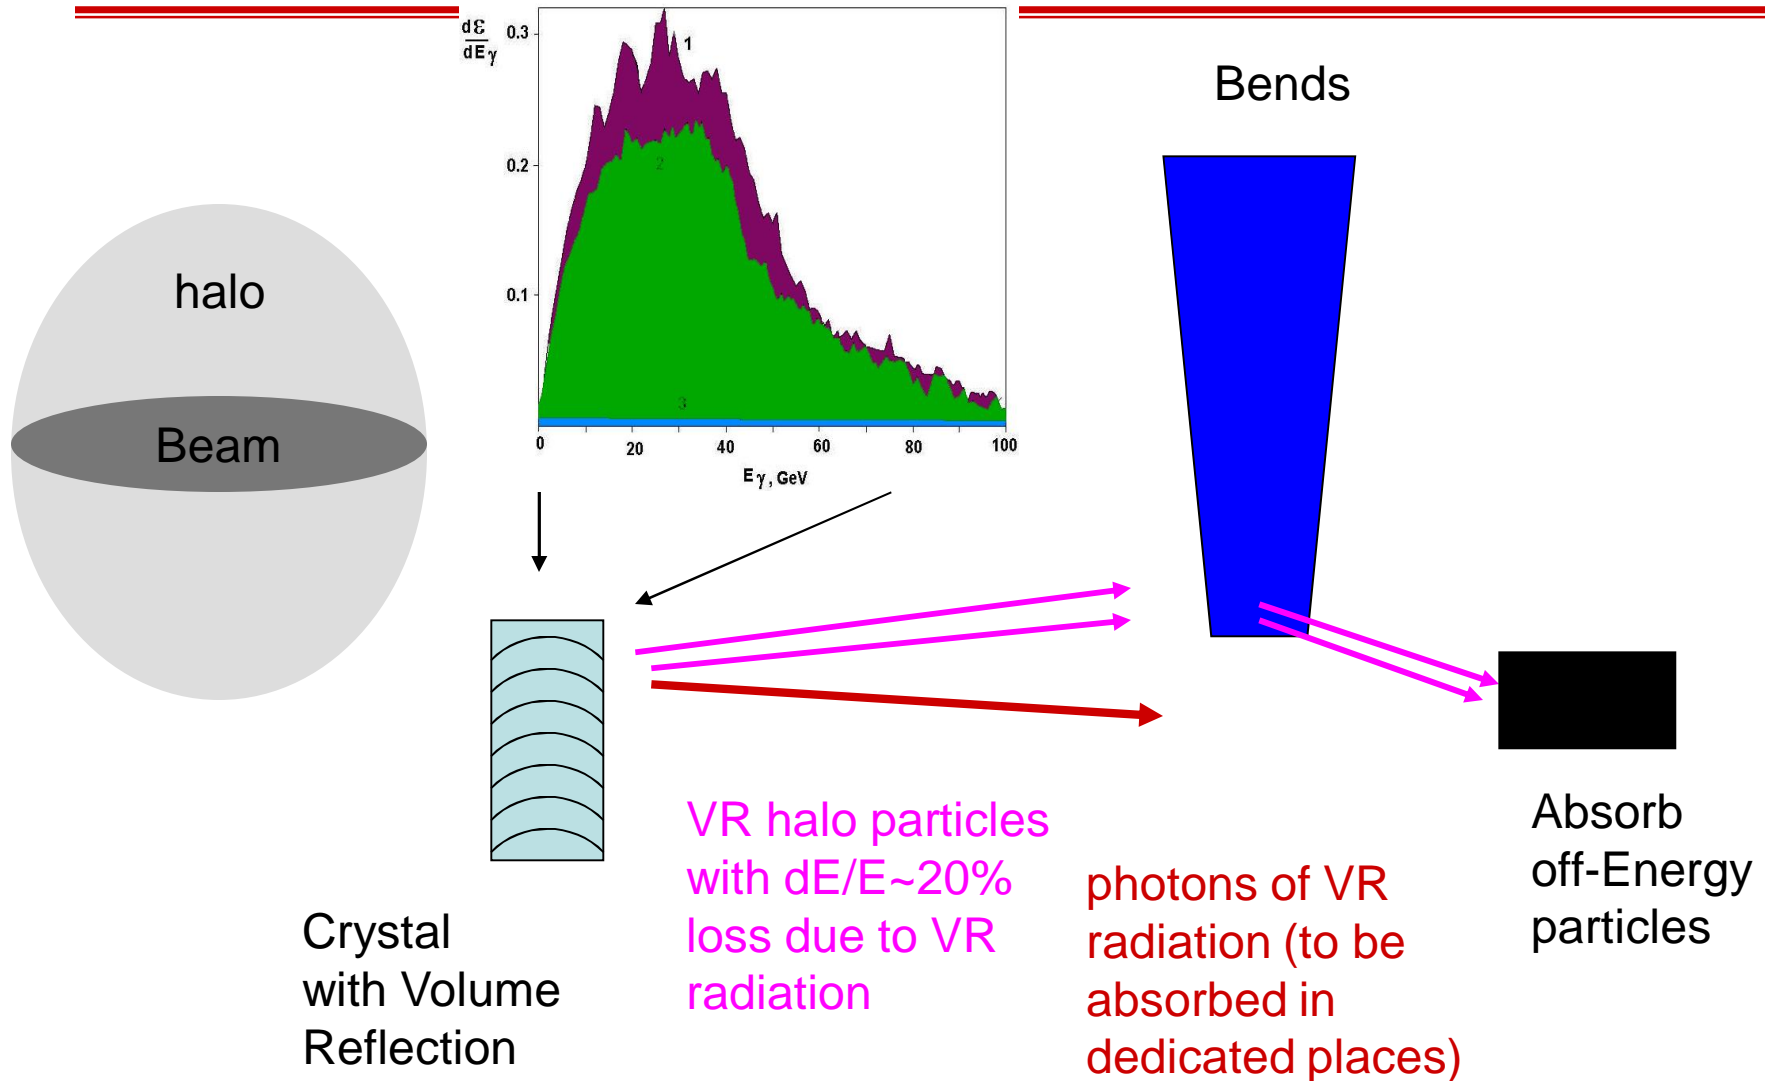 dε
dEγ
0.3
0.2
0.1
1
2
3
0 20 40 60 80 100
Eγ, GeV
Bends
halo
Beam
Crystal
with Volume
Reflection
VR halo particles
with dE/E~20%
loss due to VR
radiation
photons of VR
radiation (to be
absorbed in
dedicated places)
Absorb
off-Energy
particles